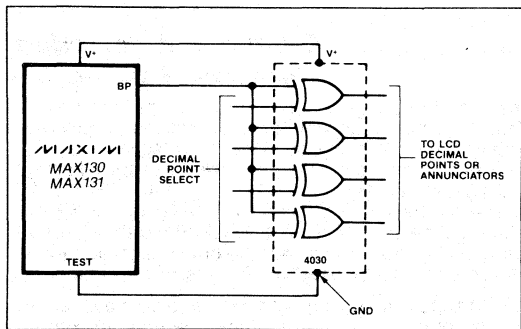 V+
V+
BP
MAXIM
MAX130
MAX131
DECIMAL
POINT
SELECT
TO LCD
DECIMAL
POINTS OR
ANNUNCIATORS
TEST
4030
GND